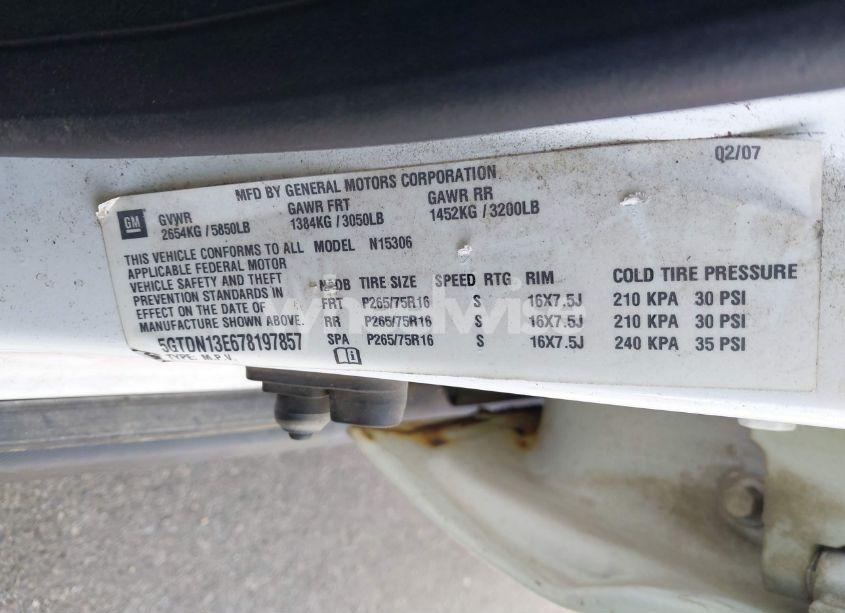 Q2/07
MFD BY GENERAL MOTORS CORPORATION
GM
GVWR GAWR FRT GAWR RR
2654KG / 5850LB 1384KG / 3050LB 1452KG / 3200LB
THIS VEHICLE CONFORMS TO ALL MODEL N15306
APPLICABLE FEDERAL MOTOR
VEHICLE SAFETY AND THEFT
PREVENTION STANDARDS IN
EFFECT ON THE DATE OF
MANUFACTURE SHOWN ABOVE.
5GTDN13E678197857
TYPE: M.P.V.
TIRE SIZE SPEED RTG RIM COLD TIRE PRESSURE
FRT P265/75R16 S 16X7.5J 210 KPA 30 PSI
RR P265/75R16 S 16X7.5J 210 KPA 30 PSI
SPA P265/75R16 S 16X7.5J 240 KPA 35 PSI